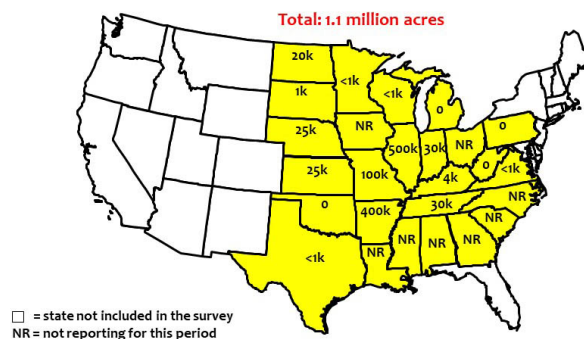 Total: 1.1 million acres
20k
<1k
1k
<1k
0
25k
NR
0
500k
30k
NR
25k
100k
0
<1k
4k
0
400k
30k
NR
NR
<1k
NR
NR
NR
NR
= state not included in the survey
NR = not reporting for this period